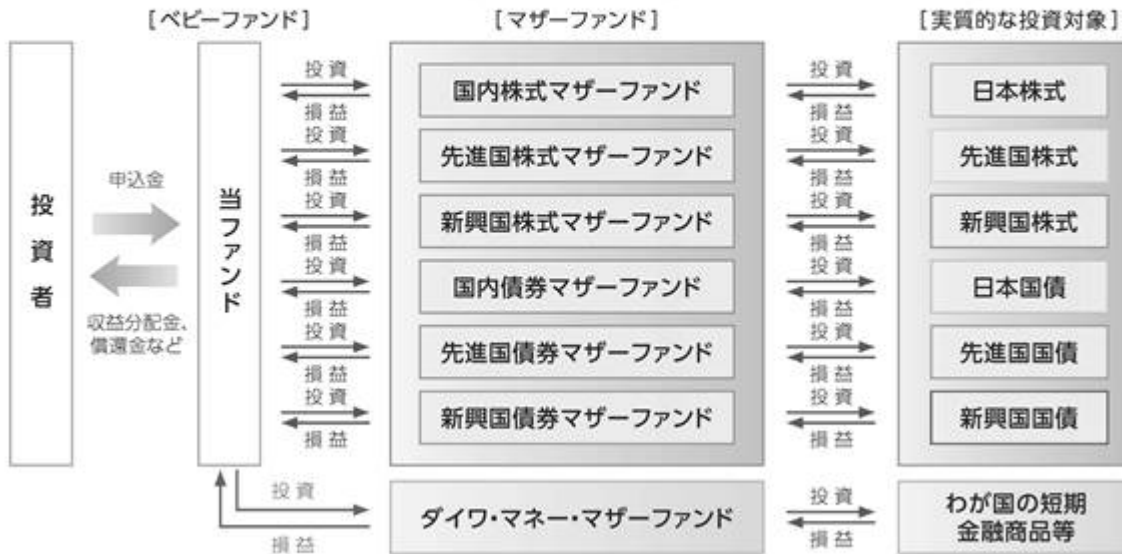 [ベビーファンド]
[マザーファンド]
[実質的な投資対象]
投資者
申込金
収益分配金、
償還金など
当ファンド
投資
損益
国内株式マザーファンド
投資
損益
日本株式
投資
損益
先進国株式マザーファンド
投資
損益
先進国株式
投資
損益
新興国株式マザーファンド
投資
損益
新興国株式
投資
損益
国内債券マザーファンド
投資
損益
日本国債
投資
損益
先進国債券マザーファンド
投資
損益
先進国国債
投資
損益
新興国債券マザーファンド
投資
損益
新興国国債
投資
損益
ダイワ・マネー・マザーファンド
投資
損益
わが国の短期
金融商品等